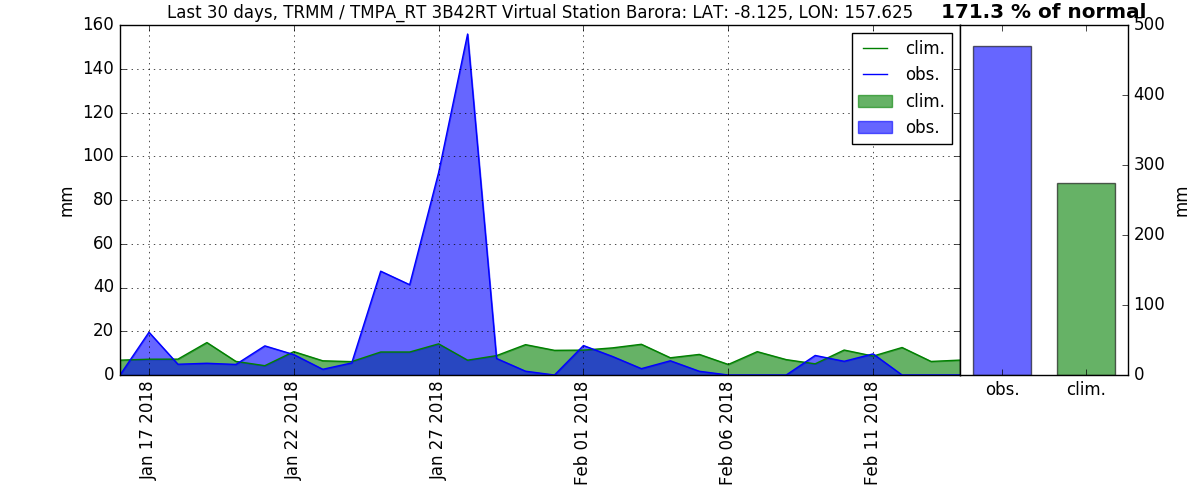 Last 30 days, TRMM / TMPA_RT 3B42RT Virtual Station Barora: LAT: -8.125, LON: 157.625
171.3 % of normal
160
140
120
100
80
60
40
20
0
mm
clim.
obs.
clim.
obs.
Jan 17 2018
Jan 22 2018
Jan 27 2018
Feb 01 2018
Feb 06 2018
Feb 11 2018
500
400
300
200
100
0
mm
obs.
clim.